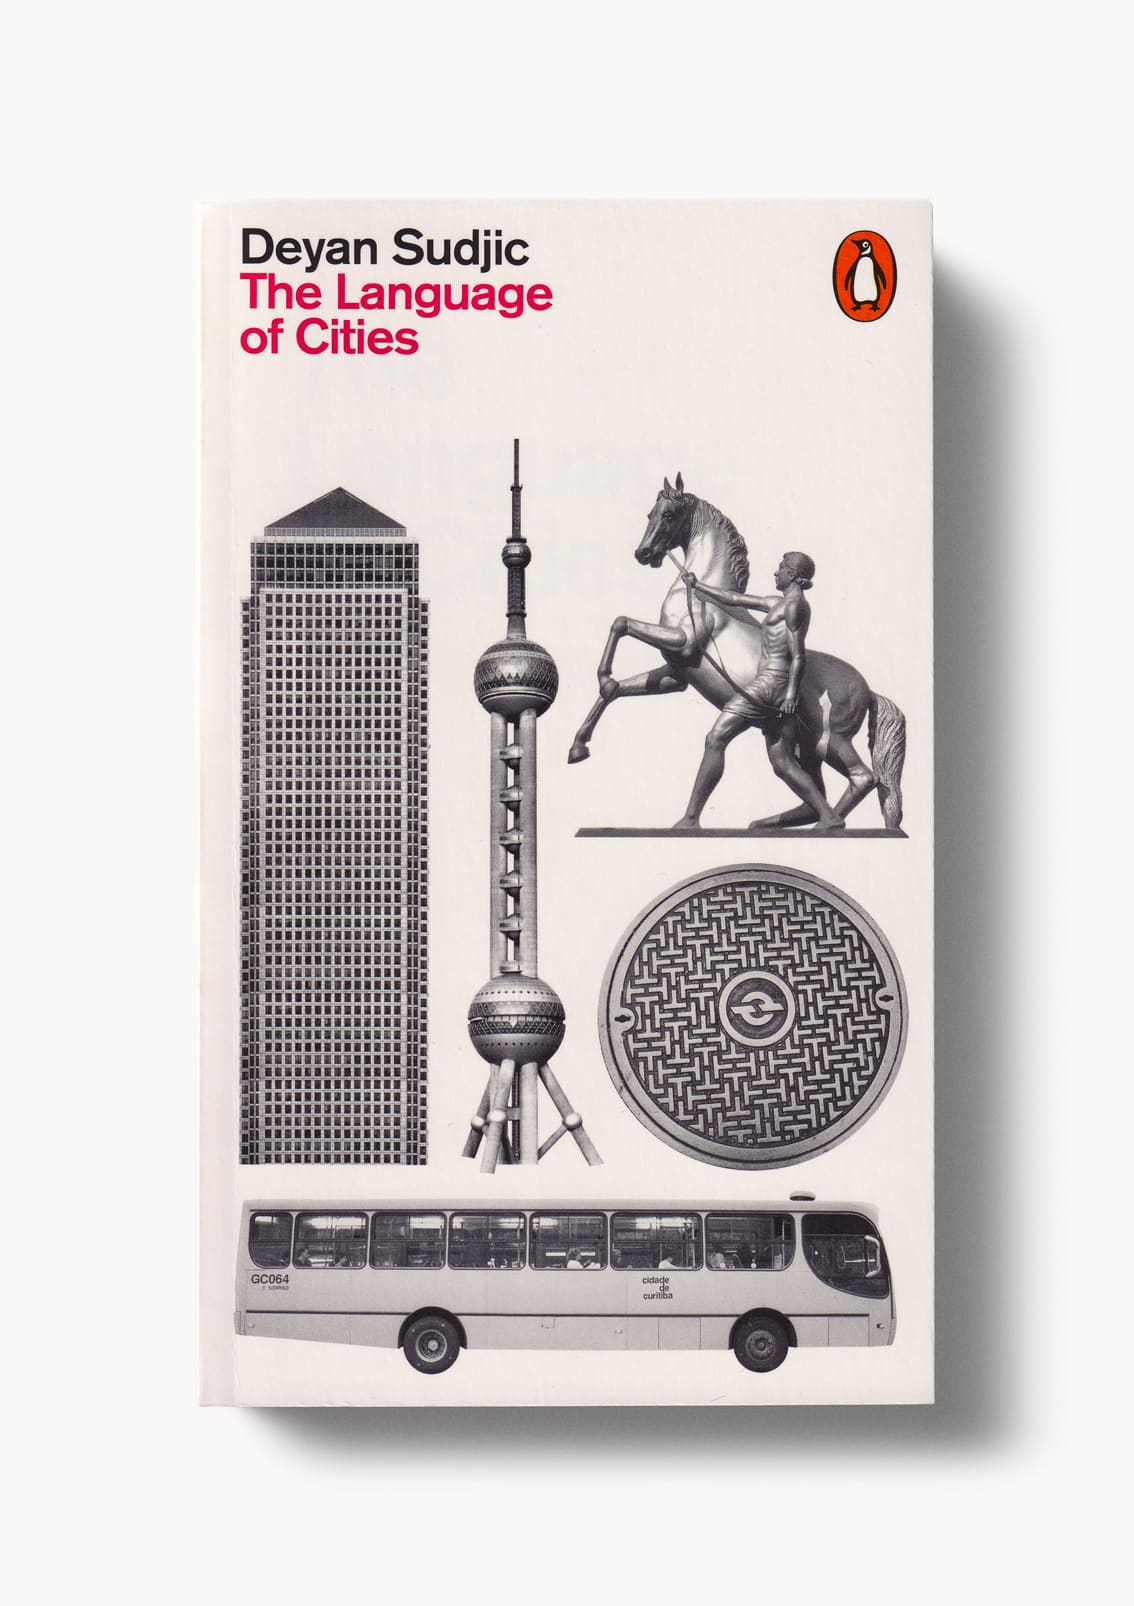 Deyan Sudjic
The Language
of Cities
GC064
cidade
de
curitiba